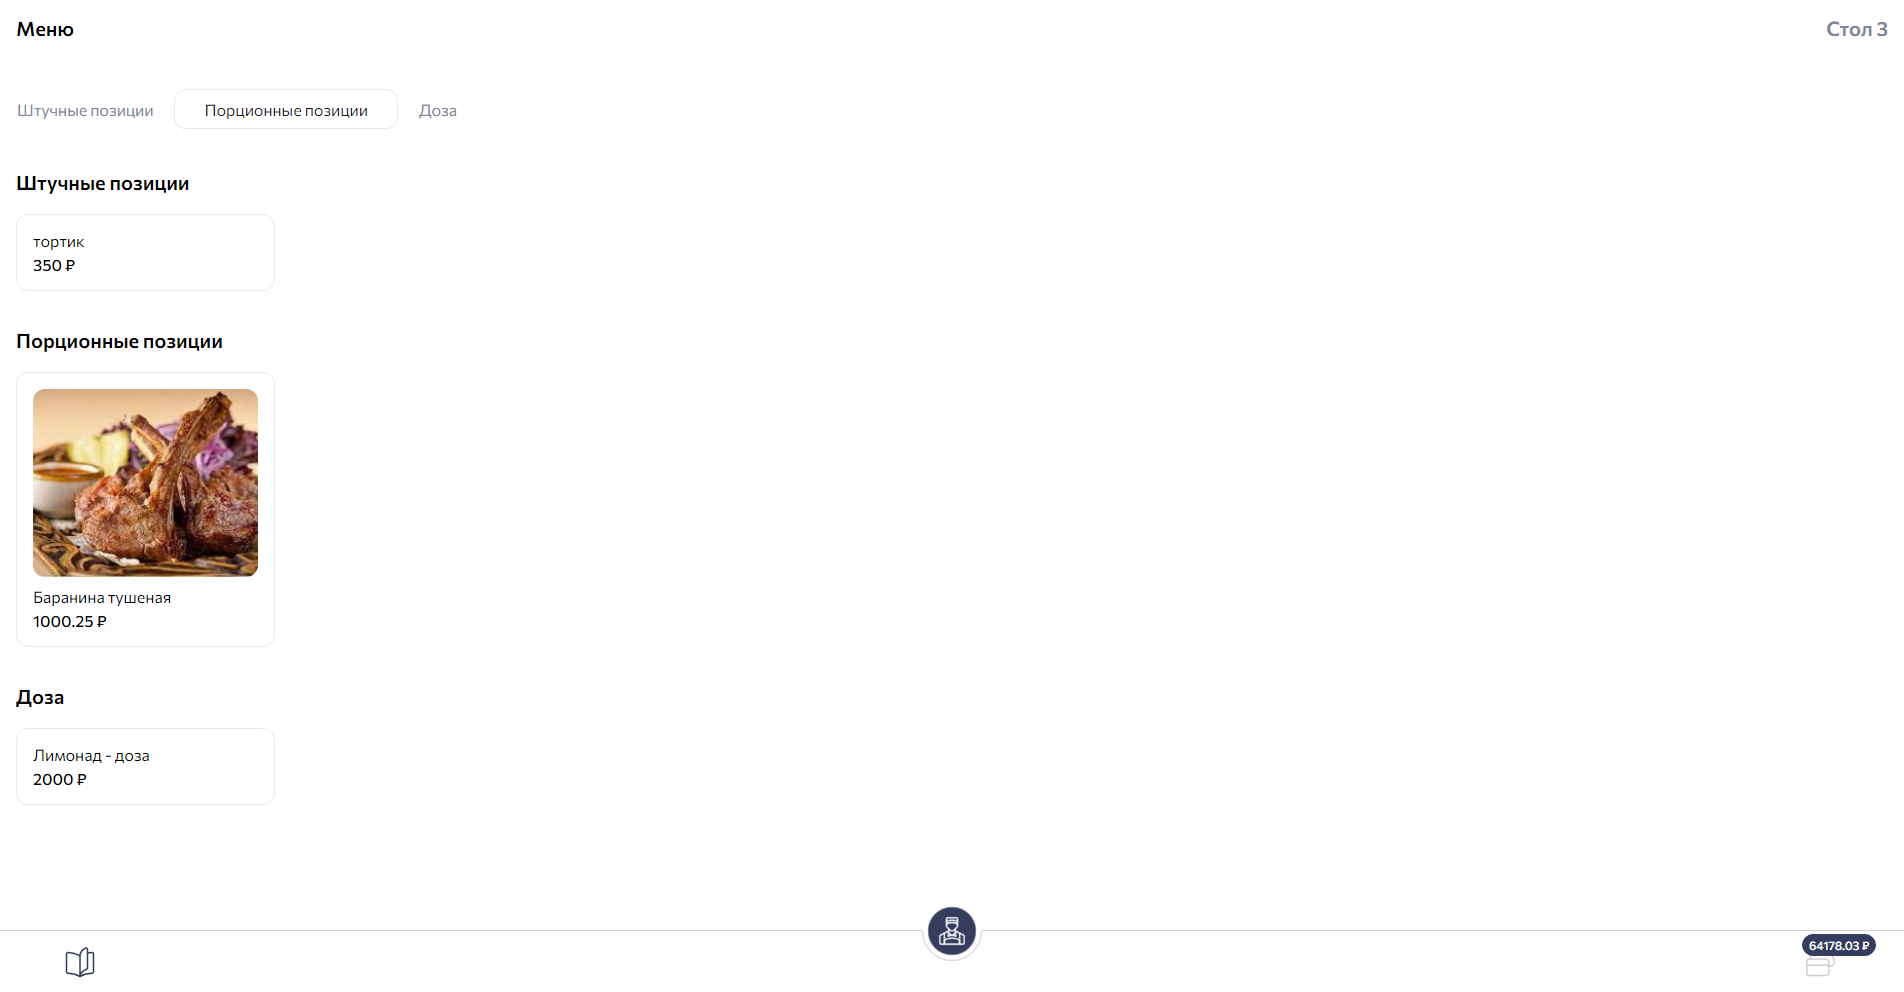 Меню
Стол 3
Штучные позиции
Порционные позиции
Доза
Штучные позиции
тортик
350 ₽
Порционные позиции
Баранина тушеная
1000.25 ₽
Доза
Лимонад - доза
2000 ₽
64178.03 ₽